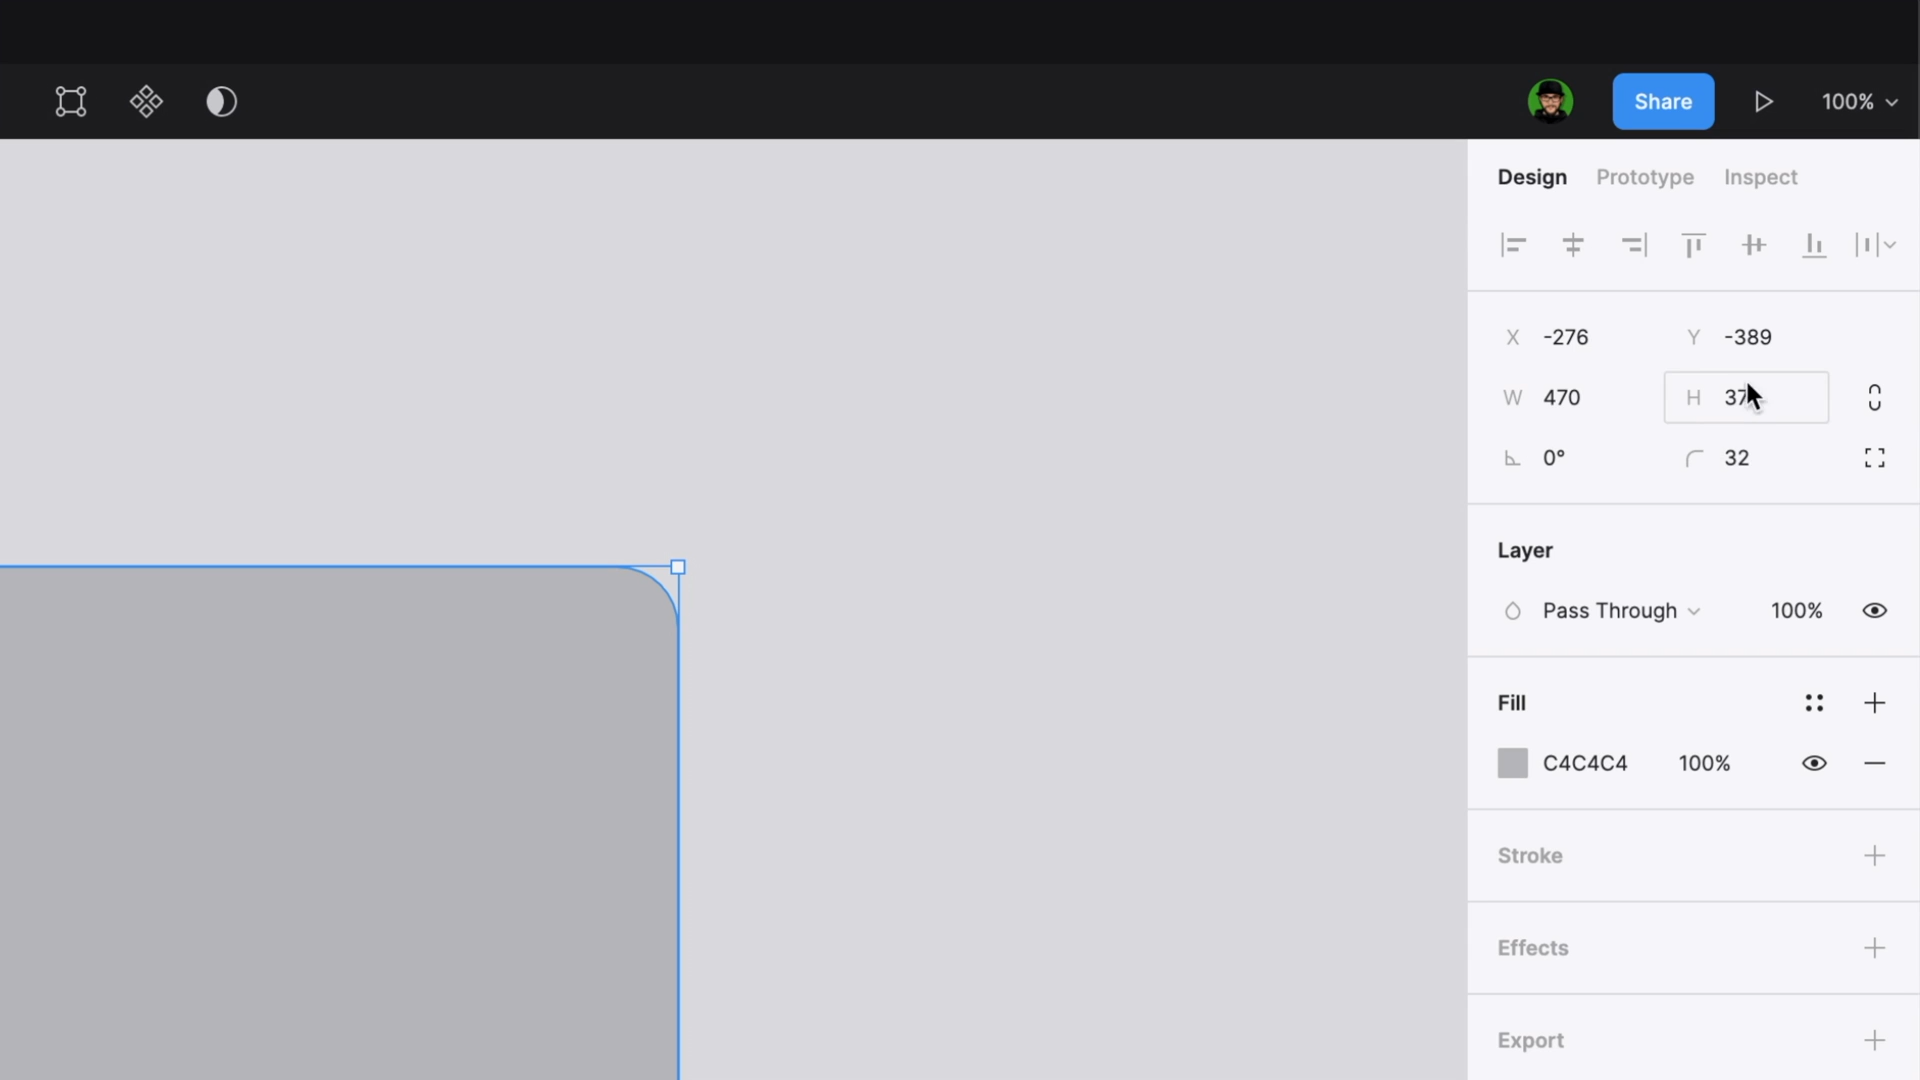 Share
100%
Design Prototype Inspect
X -276 Y -389
W 470 H
0° 32
Layer
Pass Through 100%
Fill
C4C4C4 100%
Stroke
Effects
Export